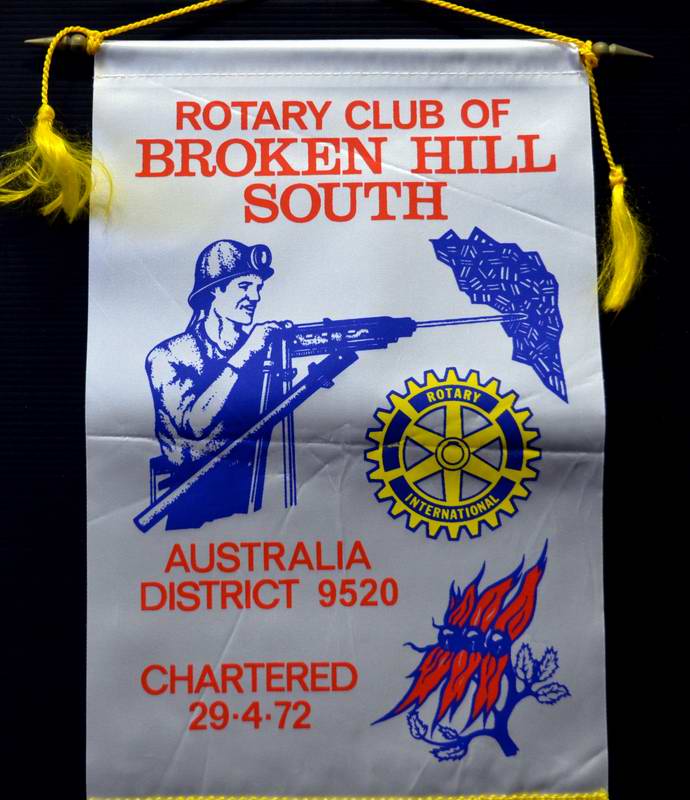 ROTARY CLUB OF
BROKEN HILL
SOUTH
ROTARY
INTERNATIONAL
AUSTRALIA
DISTRICT 9520
CHARTERED
29·4·72